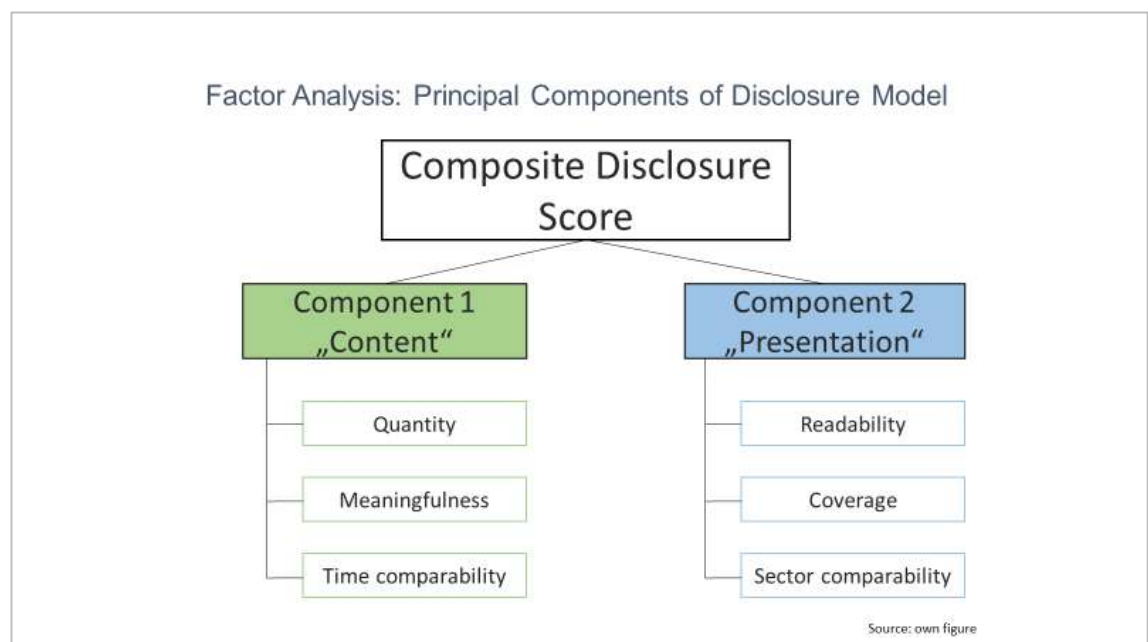 Factor Analysis: Principal Components of Disclosure Model
Composite Disclosure
Score
Component 1
„Content“
Component 2
„Presentation“
Quantity
Meaningfulness
Time comparability
Readability
Coverage
Sector comparability
Source: own figure